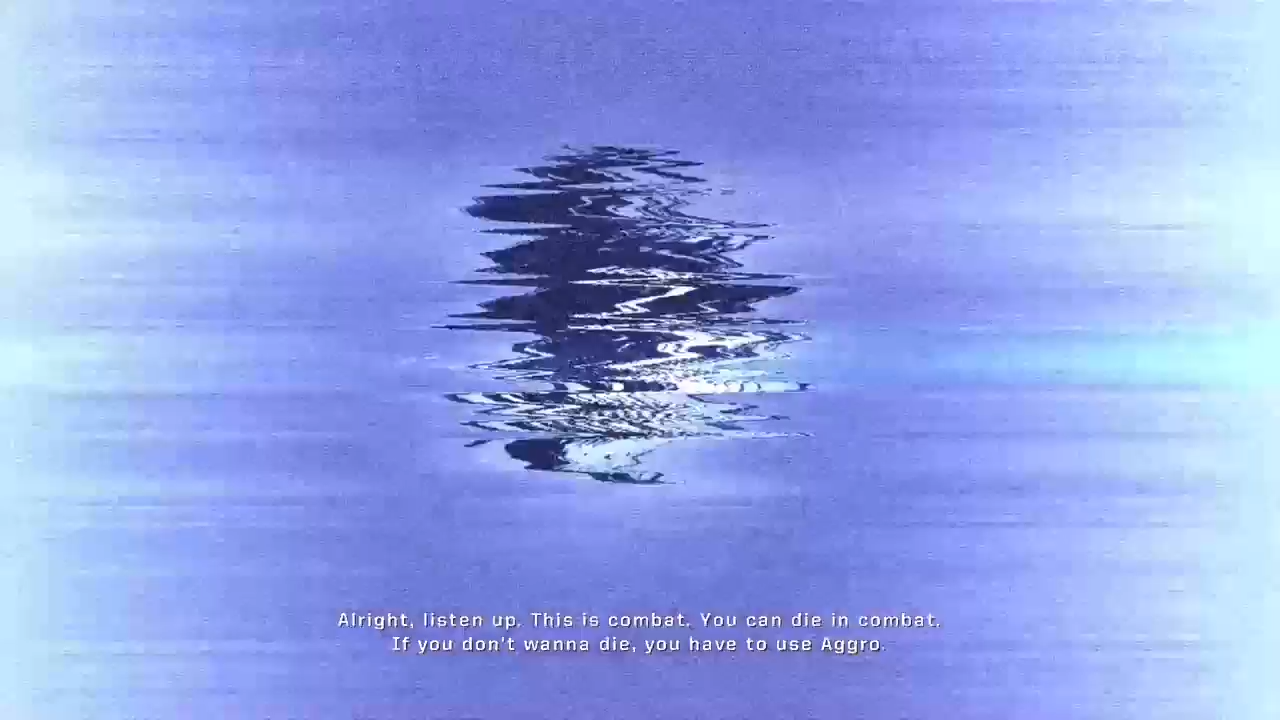 Alright, listen up. This is combat. You can die in combat.
If you don't wanna die, you have to use Aggro.